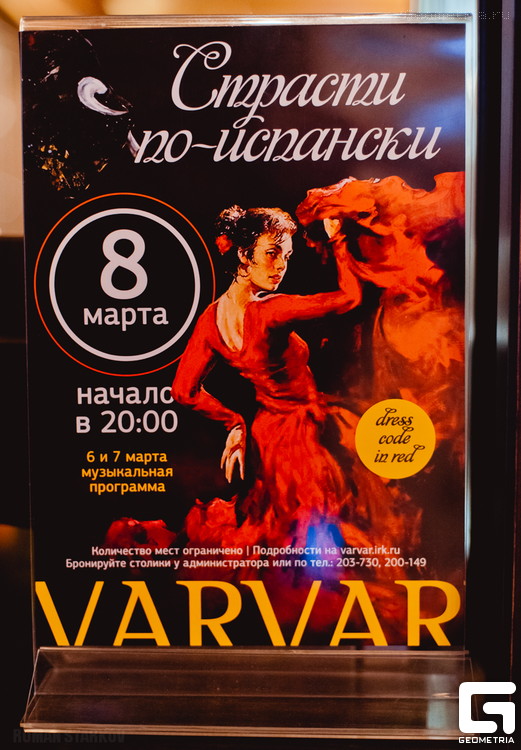 Страсти
по-испански
8
марта
начало
в 20:00
6 и 7 марта
музыкальная
программа
dress
code
in red
Количество мест ограничено | Подробности на varvar.irk.ru
Бронируйте столики у администратора или по тел.: 203-730, 200-149
VARVAR
GEOMETRIA